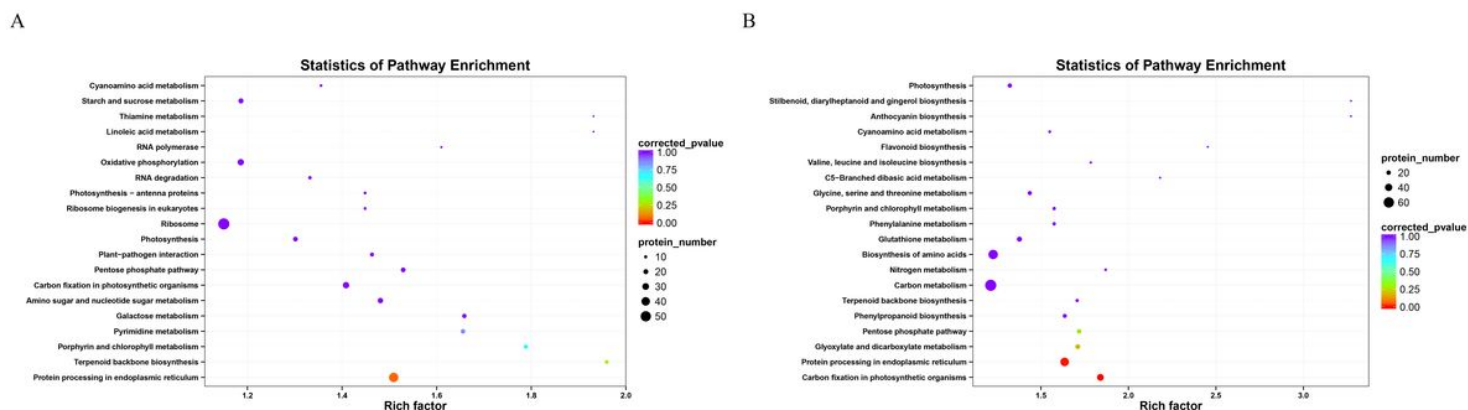 A
Statistics of Pathway Enrichment
Cyanoamino acid metabolism
Starch and sucrose metabolism
Thiamine metabolism
Linoleic acid metabolism
RNA polymerase
Oxidative phosphorylation
RNA degradation
Photosynthesis − antenna proteins
Ribosome biogenesis in eukaryotes
Ribosome
Photosynthesis
Plant−pathogen interaction
Pentose phosphate pathway
Carbon fixation in photosynthetic organisms
Amino sugar and nucleotide sugar metabolism
Galactose metabolism
Pyrimidine metabolism
Porphyrin and chlorophyll metabolism
Terpenoid backbone biosynthesis
Protein processing in endoplasmic reticulum
1.2 1.4 1.6 1.8 2.0
Rich factor
corrected_pvalue
1.00
0.75
0.50
0.25
0.00
protein_number
10
20
30
40
50
B
Statistics of Pathway Enrichment
Photosynthesis
Stilbenoid, diarylheptanoid and gingerol biosynthesis
Anthocyanin biosynthesis
Cyanoamino acid metabolism
Flavonoid biosynthesis
Valine, leucine and isoleucine biosynthesis
C5−Branched dibasic acid metabolism
Glycine, serine and threonine metabolism
Porphyrin and chlorophyll metabolism
Phenylalanine metabolism
Glutathione metabolism
Biosynthesis of amino acids
Nitrogen metabolism
Carbon metabolism
Terpenoid backbone biosynthesis
Phenylpropanoid biosynthesis
Pentose phosphate pathway
Glyoxylate and dicarboxylate metabolism
Protein processing in endoplasmic reticulum
Carbon fixation in photosynthetic organisms
1.5 2.0 2.5 3.0
Rich factor
protein_number
20
40
60
corrected_pvalue
1.00
0.75
0.50
0.25
0.00